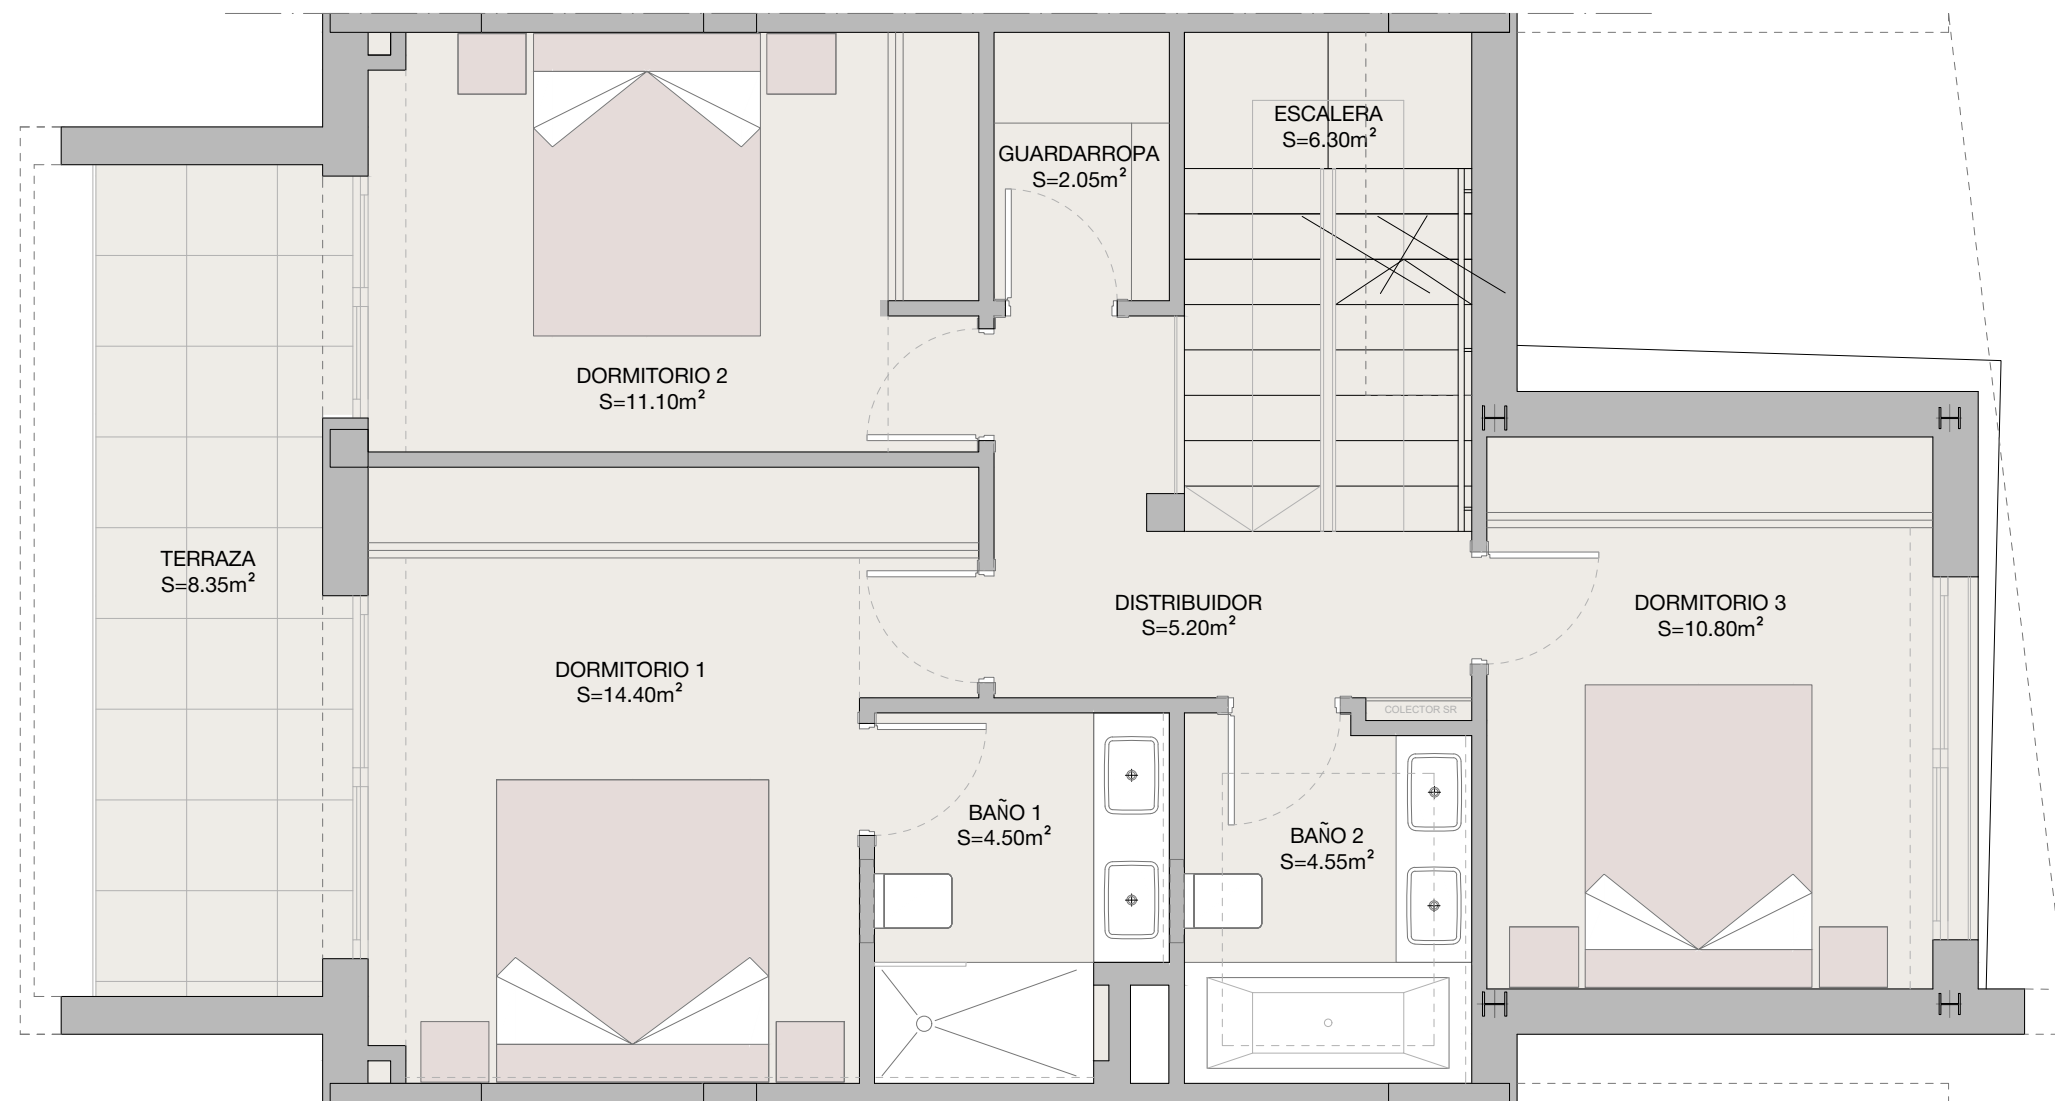 ESCALERA
S=6.30m²
GUARDARROPA
S=2.05m²
DORMITORIO 2
S=11.10m²
TERRAZA
S=8.35m²
DISTRIBUIDOR
S=5.20m²
DORMITORIO 3
S=10.80m²
DORMITORIO 1
S=14.40m²
COLECTOR SR
BAÑO 1
S=4.50m²
BAÑO 2
S=4.55m²